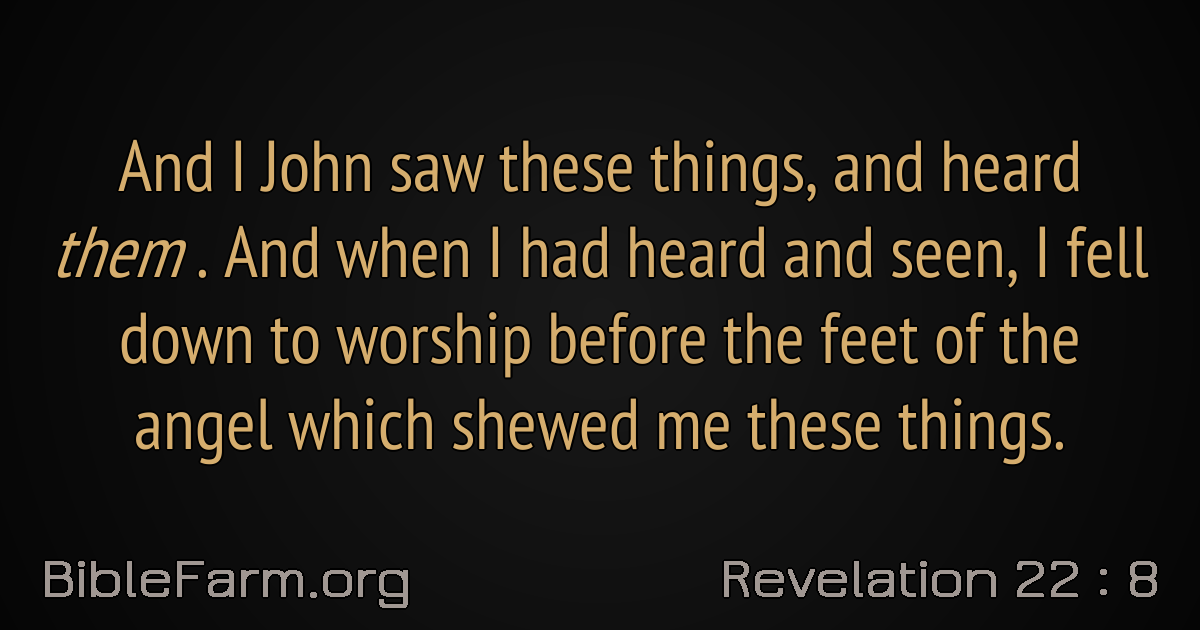 And I John saw these things, and heard
them . And when I had heard and seen, I fell
down to worship before the feet of the
angel which shewed me these things.
BibleFarm.org
Revelation 22 : 8